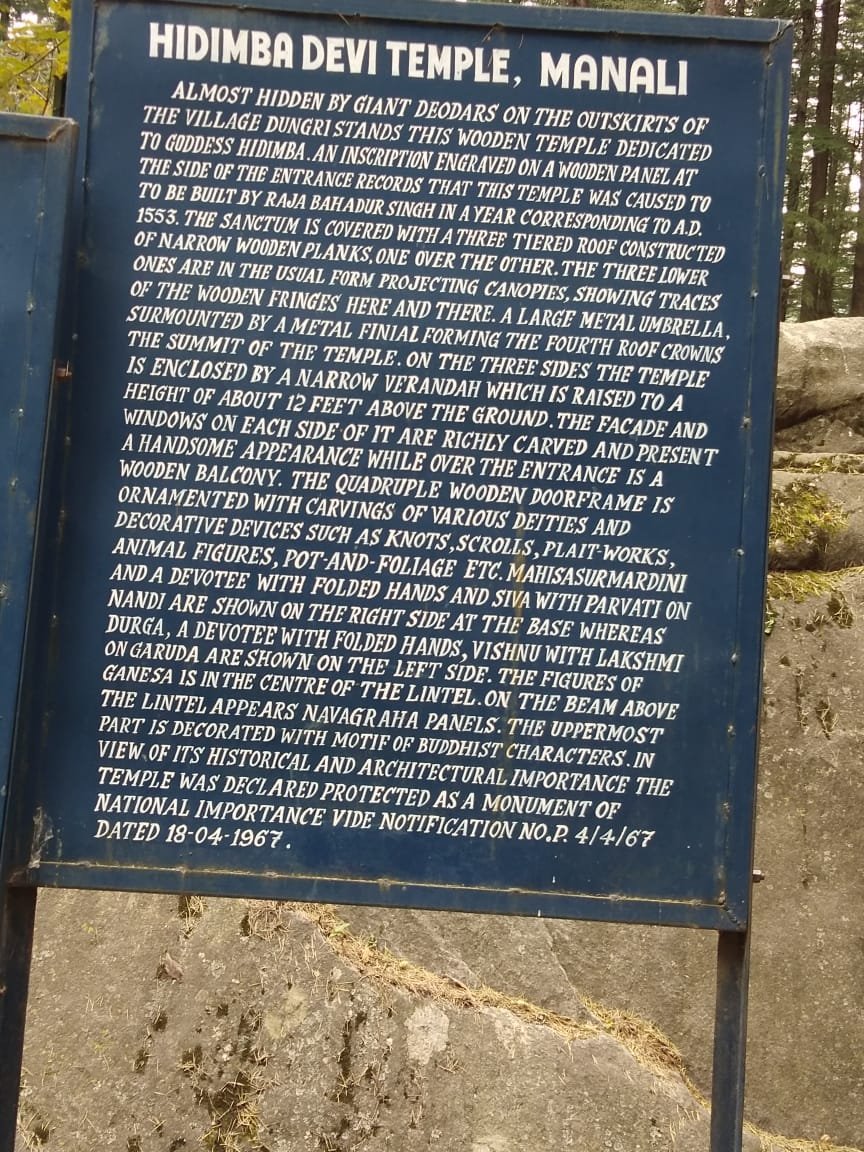 HIDIMBA DEVI TEMPLE, MANALI
ALMOST HIDDEN BY GIANT DEODARS ON THE OUTSKIRTS OF
THE VILLAGE DUNGRI STANDS THIS WOODEN TEMPLE DEDICATED
TO GODDESS HIDIMBA. AN INSCRIPTION ENGRAVED ON A WOODEN PANEL AT
THE SIDE OF THE ENTRANCE RECORDS THAT THIS TEMPLE WAS CAUSED TO
TO BE BUILT BY RAJA BAHADUR SINGH IN A YEAR CORRESPONDING TO A.D.
1553. THE SANCTUM IS COVERED WITH A THREE TIERED ROOF CONSTRUCTED
OF NARROW WOODEN PLANKS, ONE OVER THE OTHER. THE THREE LOWER
ONES ARE IN THE USUAL FORM PROJECTING CANOPIES, SHOWING TRACES
OF THE WOODEN FRINGES HERE AND THERE. A LARGE METAL UMBRELLA,
SURMOUNTED BY A METAL FINIAL FORMING THE FOURTH ROOF CROWNS
THE SUMMIT OF THE TEMPLE. ON THE THREE SIDES THE TEMPLE
IS ENCLOSED BY A NARROW VERANDAH WHICH IS RAISED TO A
HEIGHT OF ABOUT 12 FEET ABOVE THE GROUND. THE FACADE AND
WINDOWS ON EACH SIDE OF IT ARE RICHLY CARVED AND PRESENT
A HANDSOME APPEARANCE WHILE OVER THE ENTRANCE IS A
WOODEN BALCONY. THE QUADRUPLE WOODEN DOORFRAME IS
ORNAMENTED WITH CARVINGS OF VARIOUS DEITIES AND
DECORATIVE DEVICES SUCH AS KNOTS, SCROLLS, PLAIT-WORKS,
ANIMAL FIGURES, POT-AND-FOLIAGE ETC. MAHISASURMARDINI
AND A DEVOTEE WITH FOLDED HANDS AND SIVA WITH PARVATI ON
NANDI ARE SHOWN ON THE RIGHT SIDE AT THE BASE WHEREAS
DURGA, A DEVOTEE WITH FOLDED HANDS, VISHNU WITH LAKSHMI
ON GARUDA ARE SHOWN ON THE LEFT SIDE. THE FIGURES OF
GANESA IS IN THE CENTRE OF THE LINTEL. ON THE BEAM ABOVE
THE LINTEL APPEARS NAVAGRAHA PANELS. THE UPPERMOST
PART IS DECORATED WITH MOTIF OF BUDDHIST CHARACTERS. IN
VIEW OF ITS HISTORICAL AND ARCHITECTURAL IMPORTANCE THE
TEMPLE WAS DECLARED PROTECTED AS A MONUMENT OF
NATIONAL IMPORTANCE VIDE NOTIFICATION NO.P. 4/4/67
DATED 18-04-1967.